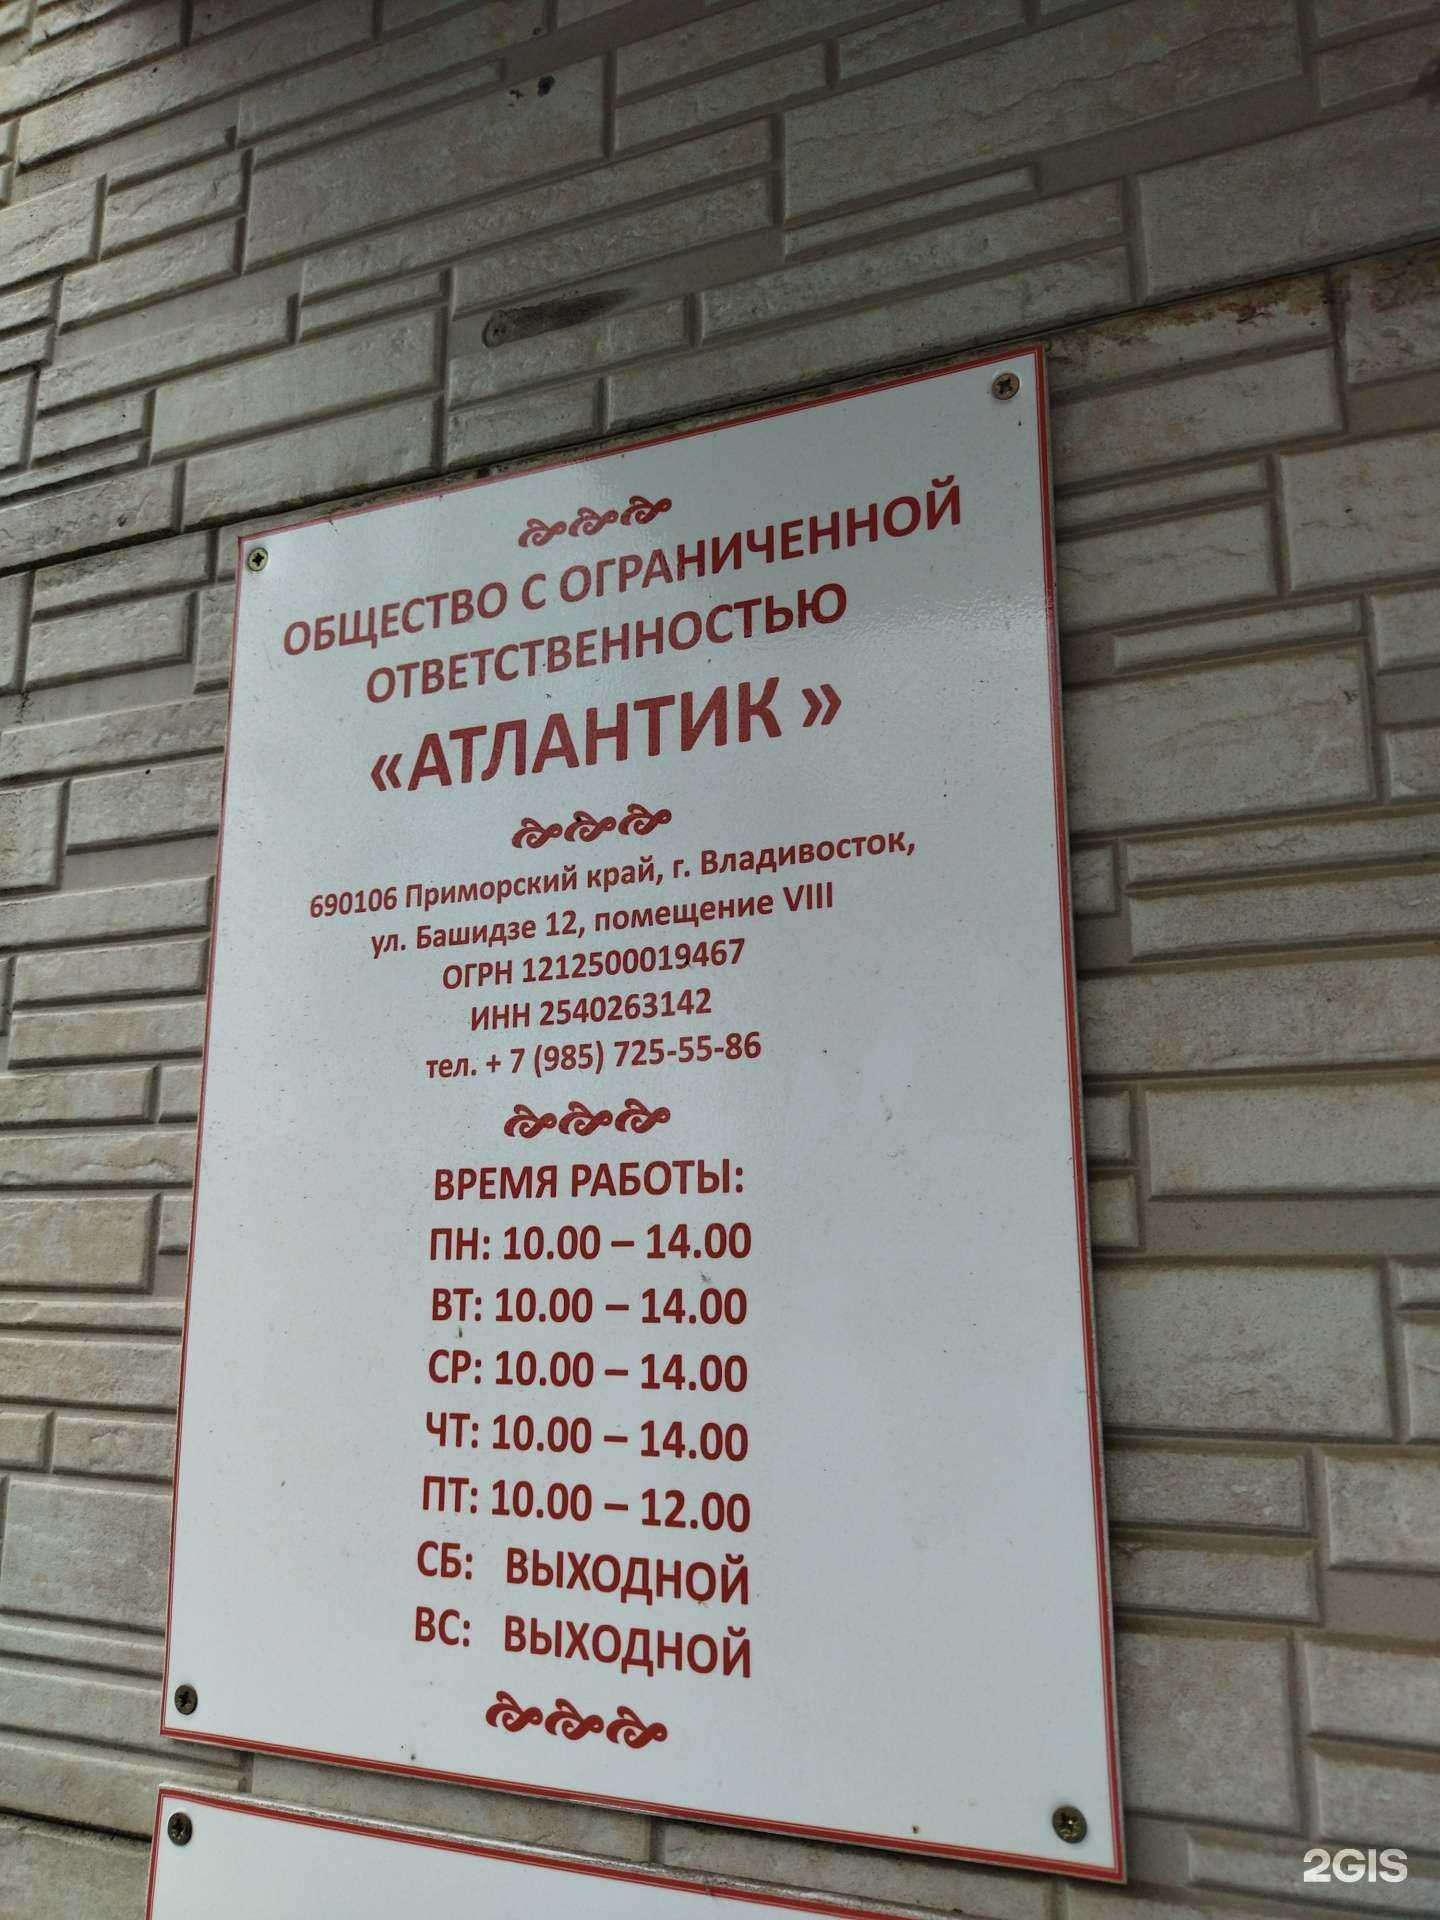 ОБЩЕСТВО С ОГРАНИЧЕННОЙ
ОТВЕТСТВЕННОСТЬЮ
«АТЛАНТИК »
690106 Приморский край, г. Владивосток,
ул. Башидзе 12, помещение VIII
ОГРН 1212500019467
ИНН 2540263142
тел. + 7 (985) 725-55-86
ВРЕМЯ РАБОТЫ:
ПН: 10.00 – 14.00
ВТ: 10.00 – 14.00
СР: 10.00 – 14.00
ЧТ: 10.00 – 14.00
ПТ: 10.00 – 12.00
СБ: ВЫХОДНОЙ
ВС: ВЫХОДНОЙ
2GIS